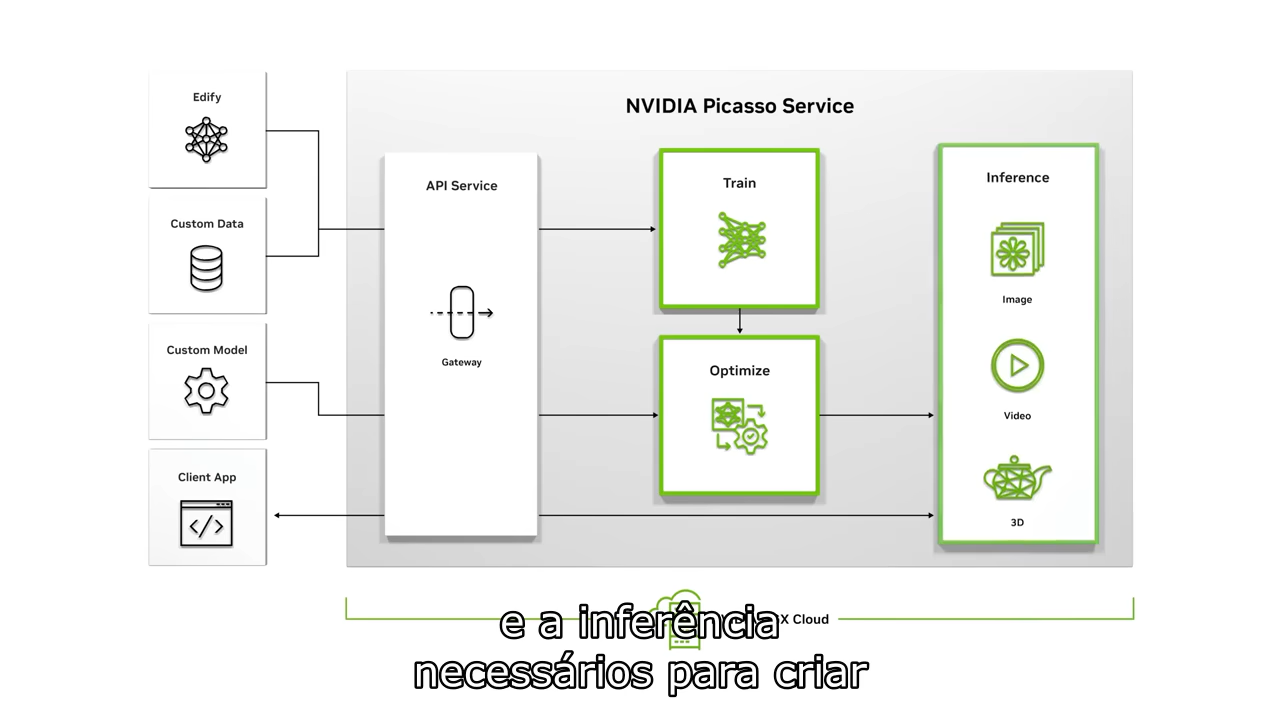 Edify
Custom Data
Custom Model
Client App
NVIDIA Picasso Service
API Service
Gateway
Train
Optimize
Inference
Image
Video
3D
Cloud
e a inferência
necessários para criar